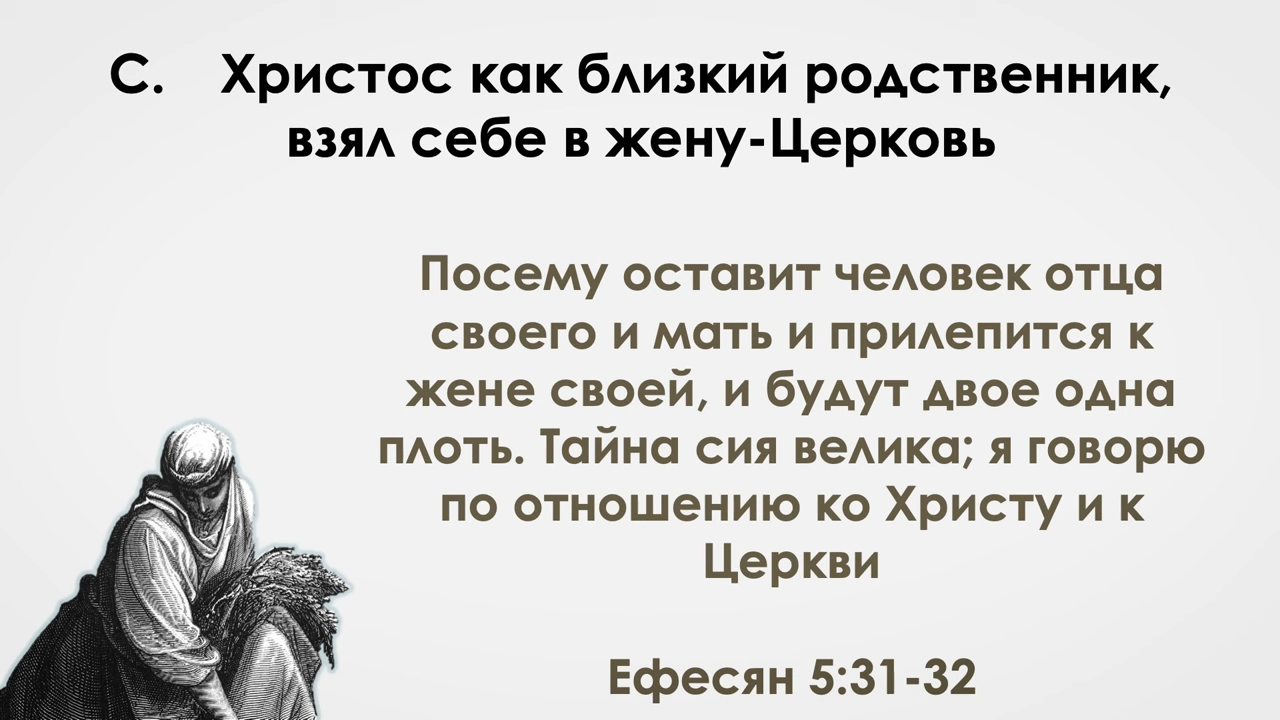 С. Христос как близкий родственник,
взял себе в жену-Церковь
Посему оставит человек отца
своего и мать и прилепится к
жене своей, и будут двое одна
плоть. Тайна сия велика; я говорю
по отношению ко Христу и к
Церкви
Ефесян 5:31-32